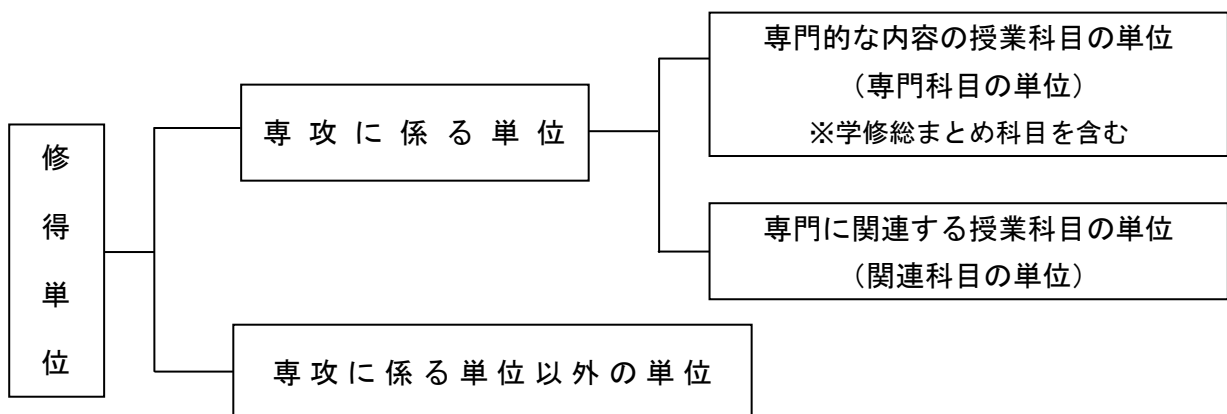 修得単位
専攻に係る単位
専門的な内容の授業科目の単位
(専門科目の単位)
※学修総まとめ科目を含む
専門に関連する授業科目の単位
(関連科目の単位)
専攻に係る単位以外の単位